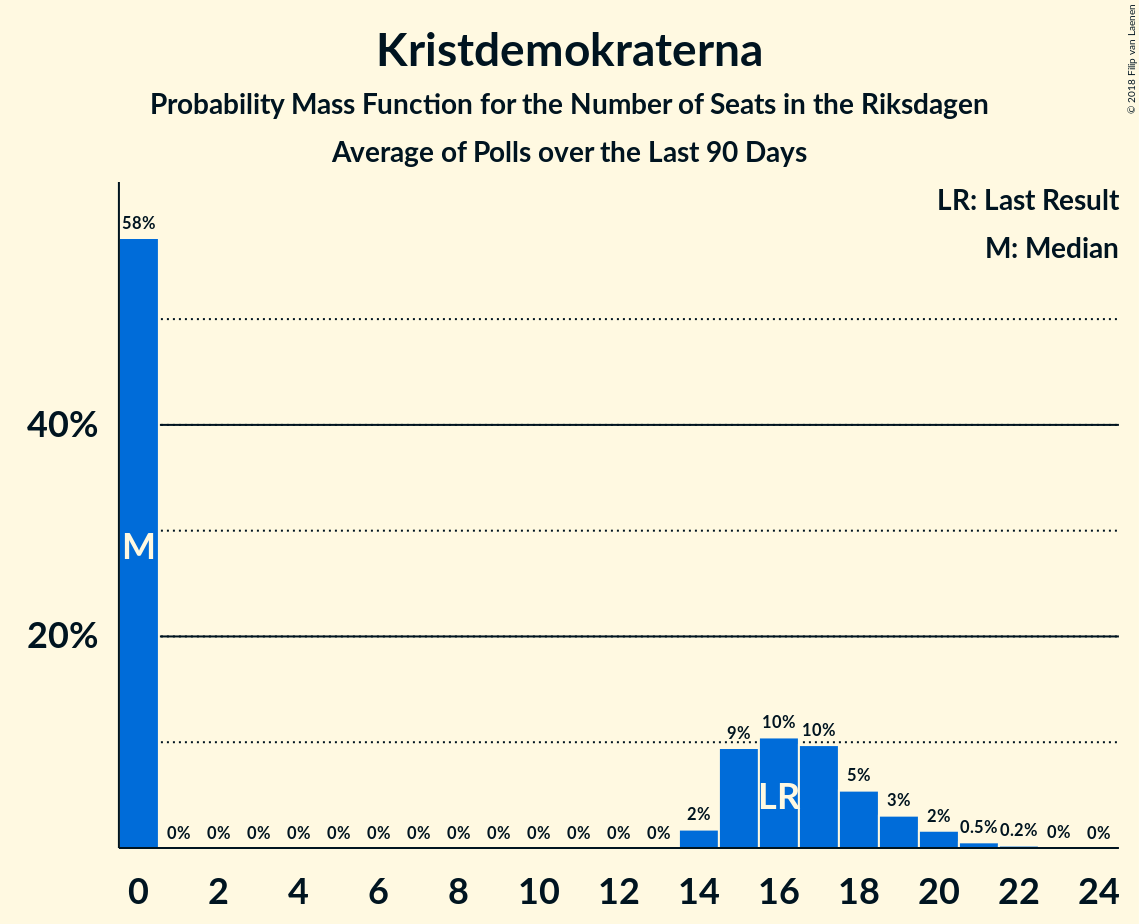 Kristdemokraterna
Probability Mass Function for the Number of Seats in the Riksdagen
Average of Polls over the Last 90 Days
© 2018 Filip van Laenen
LR: Last Result
M: Median
58%
40%
20%
M
0% 0% 0% 0% 0% 0% 0% 0% 0% 0% 0% 0% 0% 2% 9% 10% 10% 5% 3% 2% 0.5% 0.2% 0% 0%
LR
0 2 4 6 8 10 12 14 16 18 20 22 24